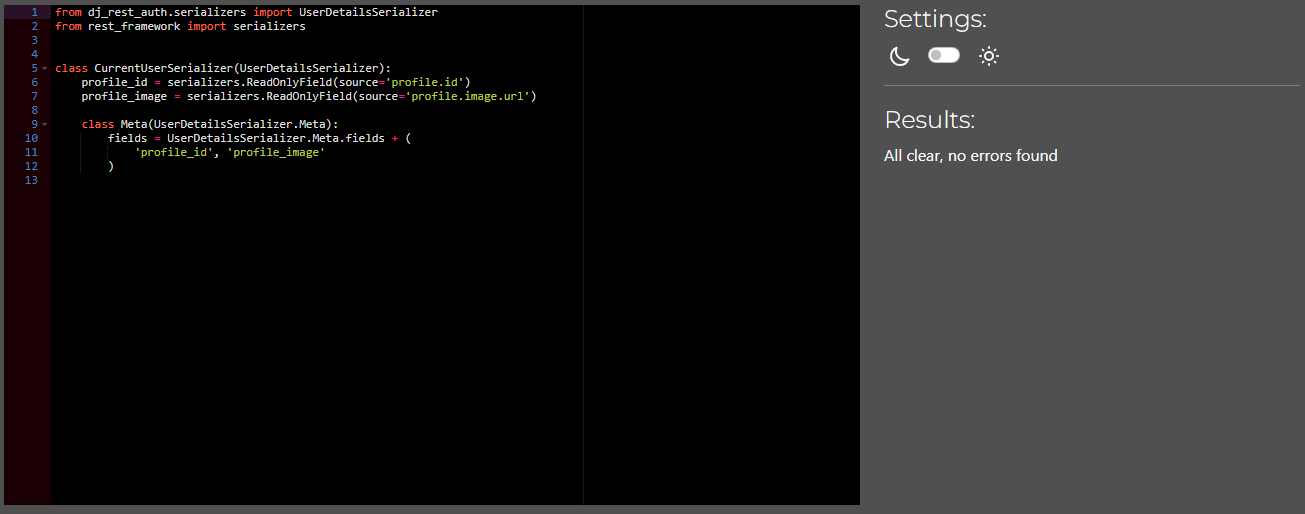 1 from dj_rest_auth.serializers import UserDetailsSerializer
2 from rest_framework import serializers
3
4
5 class CurrentUserSerializer(UserDetailsSerializer):
6     profile_id = serializers.ReadOnlyField(source='profile.id')
7     profile_image = serializers.ReadOnlyField(source='profile.image.url')
8
9     class Meta(UserDetailsSerializer.Meta):
10         fields = UserDetailsSerializer.Meta.fields + (
11             'profile_id', 'profile_image'
12         )
13
Settings:
Results:
All clear, no errors found